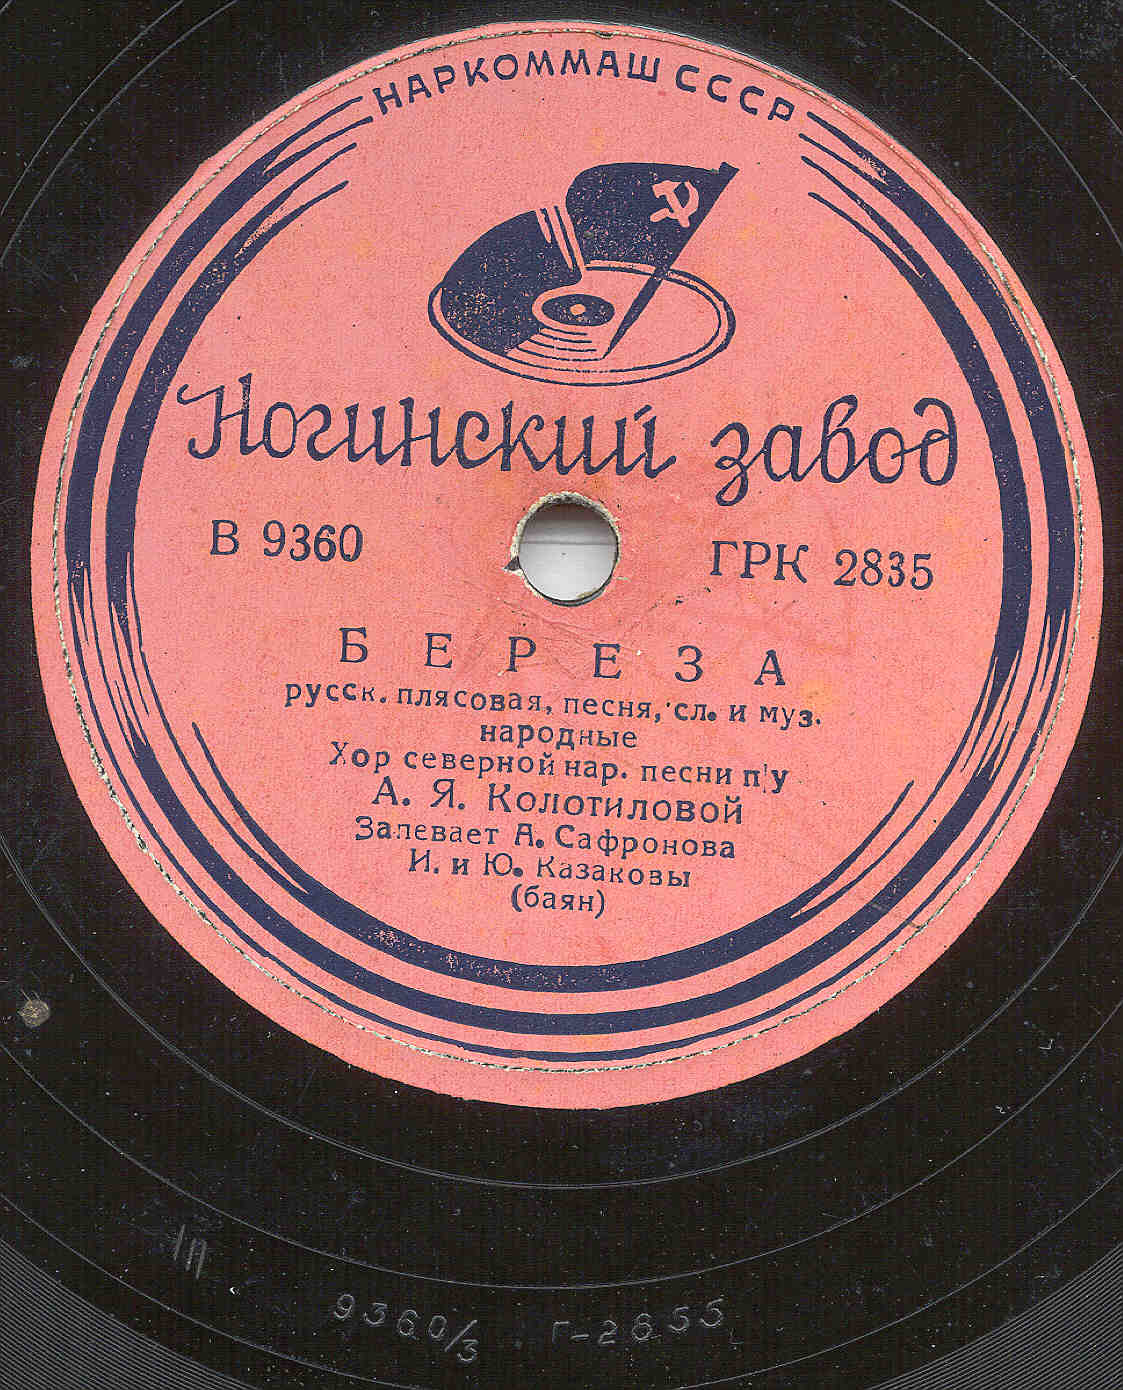 НАРКОММАШ СССР
Ногинский завод
В 9360
ГРК 2835
БЕРЕЗА
русск. плясовая, песня, сл. и муз.
народные
Хор северной нар. песни п/у
А. Я. Колотиловой
Запевает А. Сафронова
И. и Ю. Казаковы
(баян)
9360/3 Г-2855